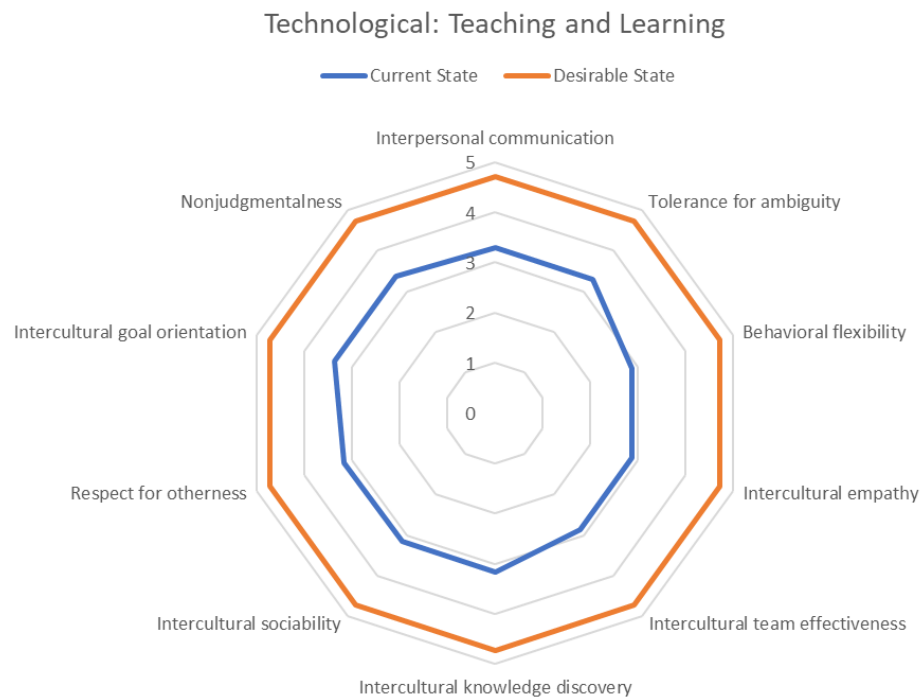 Technological: Teaching and Learning
Current State
Desirable State
Interpersonal communication
5
Nonjudgmentalness
Tolerance for ambiguity
4
3
Intercultural goal orientation
2
Behavioral flexibility
1
0
Respect for otherness
Intercultural empathy
Intercultural sociability
Intercultural team effectiveness
Intercultural knowledge discovery